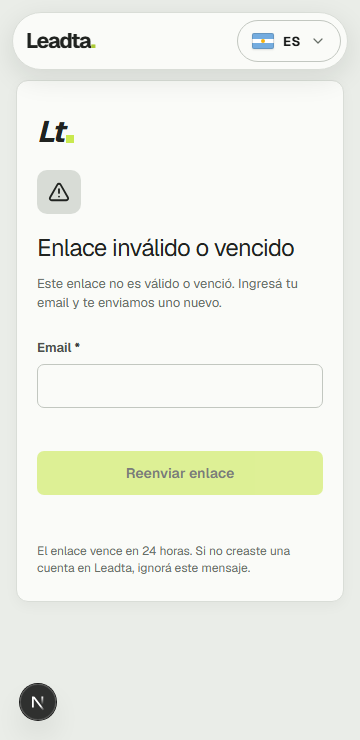 Leadta.
ES
Lt.
Enlace inválido o vencido
Este enlace no es válido o venció. Ingresá tu
email y te enviamos uno nuevo.
Email *
Reenviar enlace
El enlace vence en 24 horas. Si no creaste una
cuenta en Leadta, ignorá este mensaje.
N